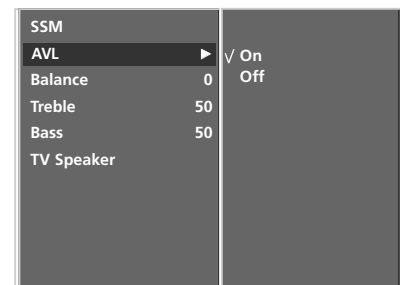 SSM
AVL ▶ √ On
Balance 0 Off
Treble 50
Bass 50
TV Speaker